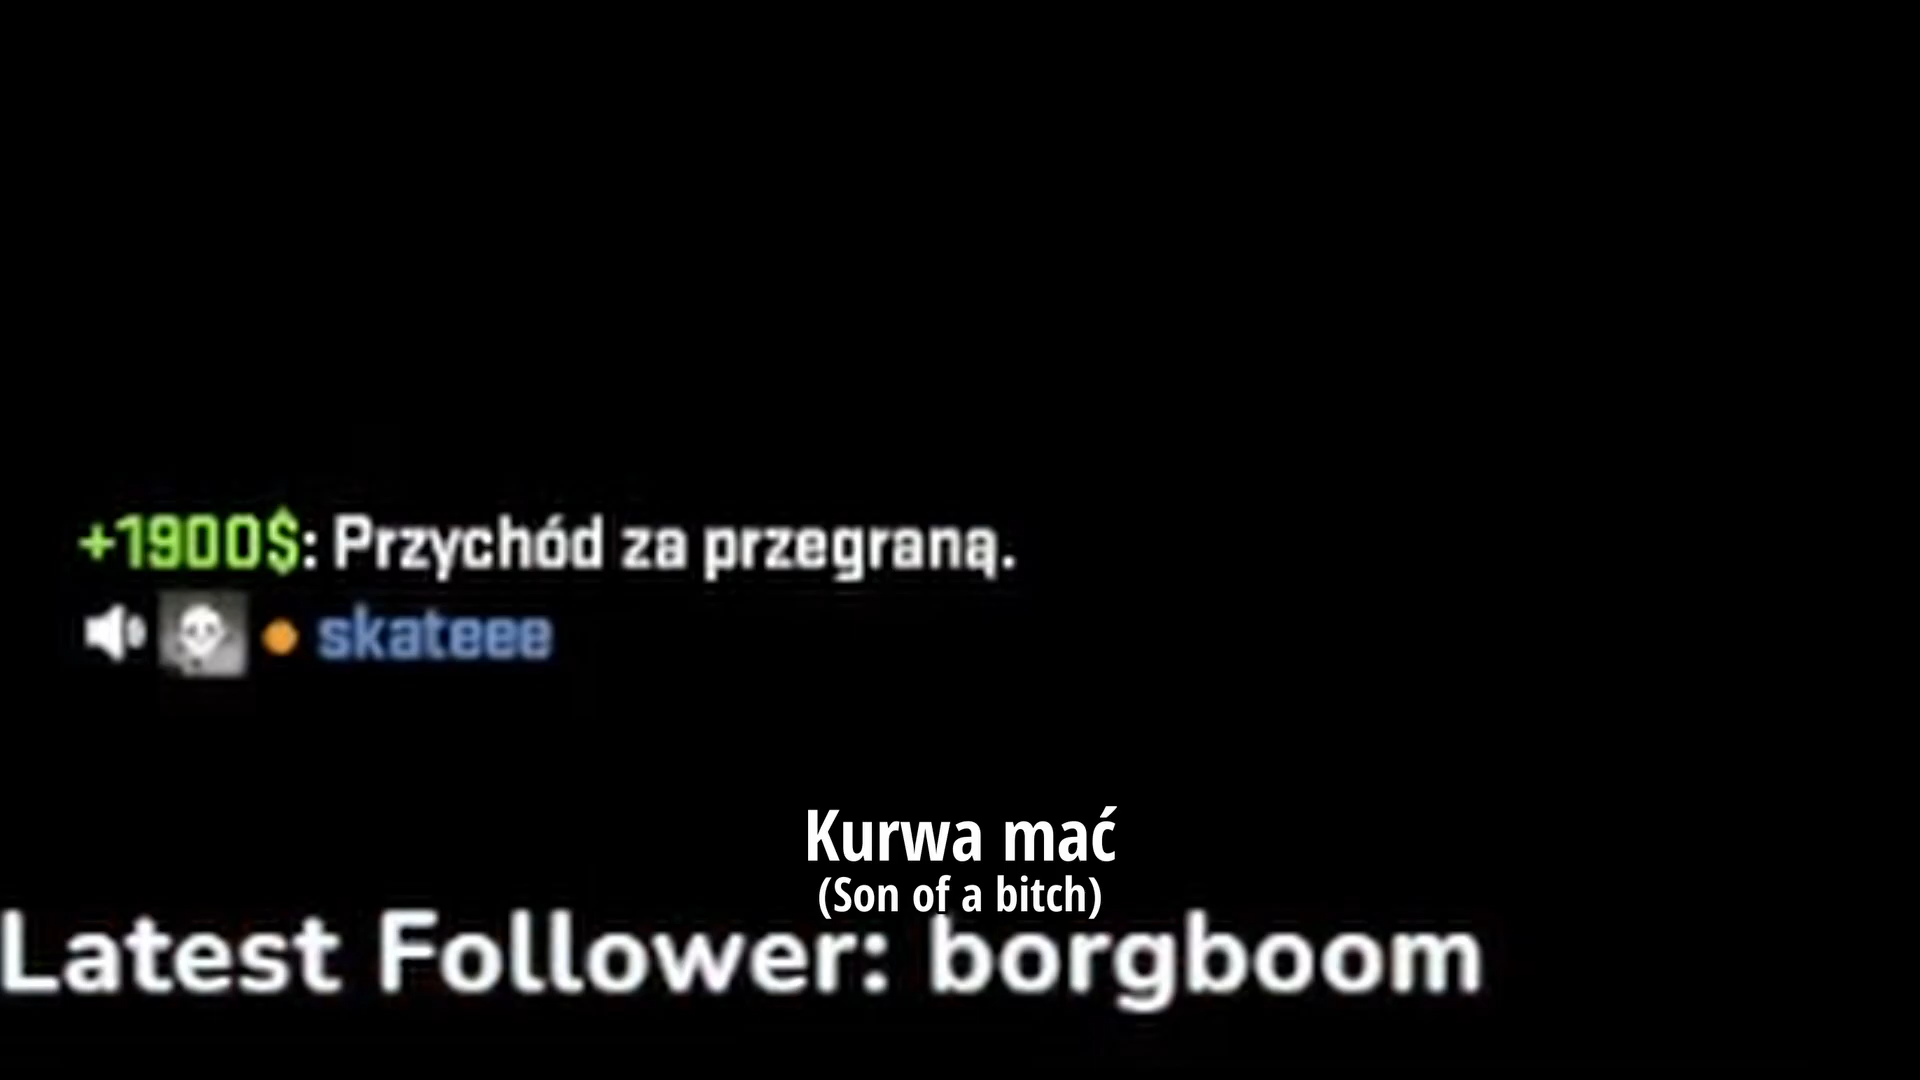 +1900$: Przychód za przegraną.
skateee
Kurwa mać
(Son of a bitch)
Latest Follower: borgboom